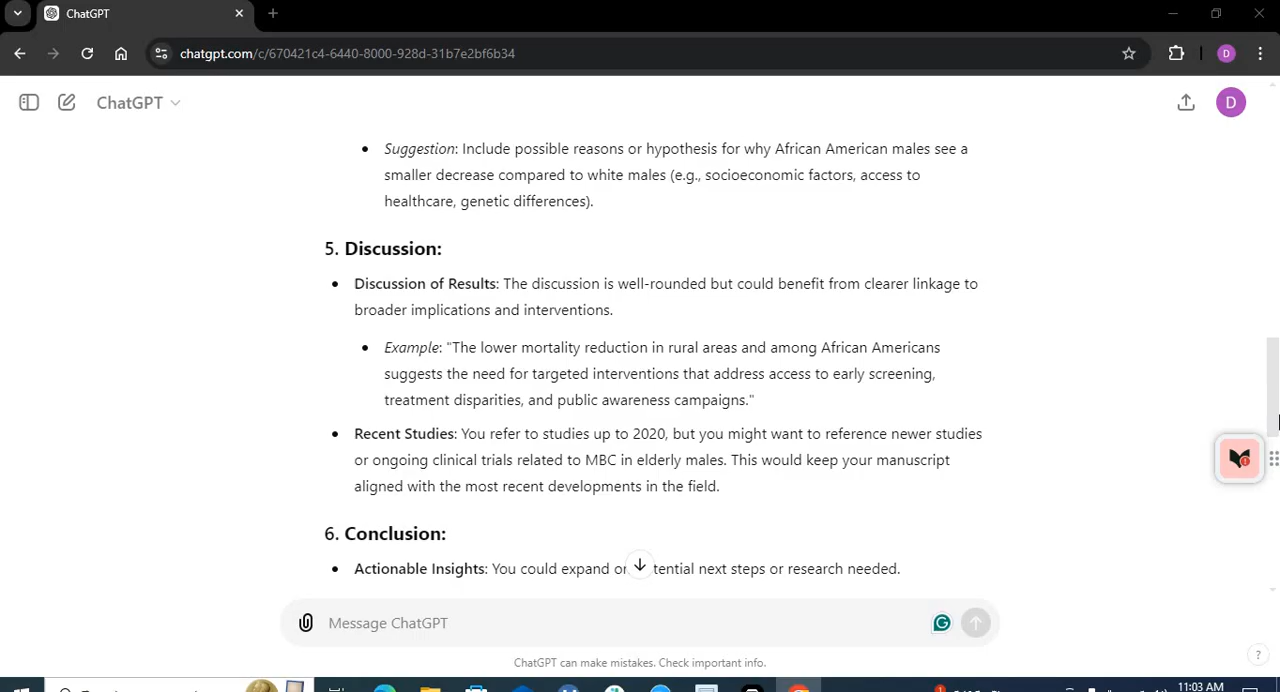 ChatGPT
chatgpt.com/c/670421c4-6440-8000-928d-31b7e2bf6b34
D
ChatGPT
D
• Suggestion: Include possible reasons or hypothesis for why African American males see a
smaller decrease compared to white males (e.g., socioeconomic factors, access to
healthcare, genetic differences).
5. Discussion:
• Discussion of Results: The discussion is well-rounded but could benefit from clearer linkage to
broader implications and interventions.
• Example: "The lower mortality reduction in rural areas and among African Americans
suggests the need for targeted interventions that address access to early screening,
treatment disparities, and public awareness campaigns."
• Recent Studies: You refer to studies up to 2020, but you might want to reference newer studies
or ongoing clinical trials related to MBC in elderly males. This would keep your manuscript
aligned with the most recent developments in the field.
6. Conclusion:
• Actionable Insights: You could expand next steps or research needed.
Message ChatGPT
ChatGPT can make mistakes. Check important info.
?
11:03 AM